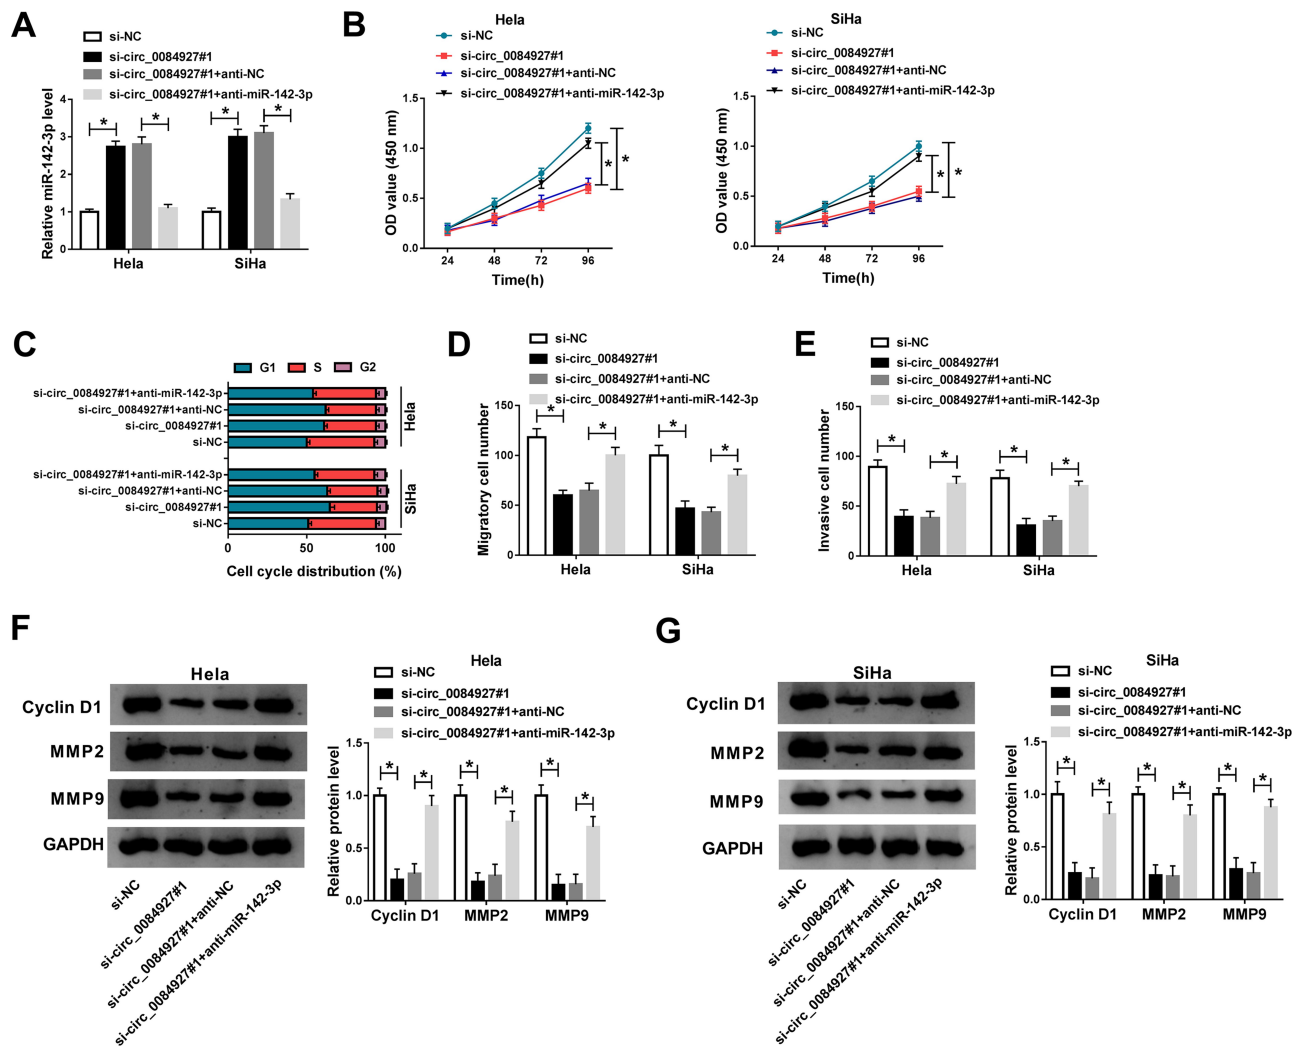 A
si-NC
si-circ_0084927#1
si-circ_0084927#1+anti-NC
si-circ_0084927#1+anti-miR-142-3p
Relative miR-142-3p level
4
3
2
1
0
* * * *
Hela SiHa
B
Hela
si-NC
si-circ_0084927#1
si-circ_0084927#1+anti-NC
si-circ_0084927#1+anti-miR-142-3p
OD value (450 nm)
1.5
1.0
0.5
0.0
* *
24 48 72 96
Time(h)
SiHa
si-NC
si-circ_0084927#1
si-circ_0084927#1+anti-NC
si-circ_0084927#1+anti-miR-142-3p
OD value (450 nm)
1.5
1.0
0.5
0.0
* *
24 48 72 96
Time(h)
C
G1 S G2
si-circ_0084927#1+anti-miR-142-3p
si-circ_0084927#1+anti-NC
si-circ_0084927#1
si-NC
Hela
si-circ_0084927#1+anti-miR-142-3p
si-circ_0084927#1+anti-NC
si-circ_0084927#1
si-NC
SiHa
0 50 100
Cell cycle distribution (%)
D
si-NC
si-circ_0084927#1
si-circ_0084927#1+anti-NC
si-circ_0084927#1+anti-miR-142-3p
Migratory cell number
150
100
50
0
* * * *
Hela SiHa
E
si-NC
si-circ_0084927#1
si-circ_0084927#1+anti-NC
si-circ_0084927#1+anti-miR-142-3p
Invasive cell number
150
100
50
0
* * * *
Hela SiHa
F
Hela
Cyclin D1
MMP2
MMP9
GAPDH
si-NC
si-circ_0084927#1
si-circ_0084927#1+anti-NC
si-circ_0084927#1+anti-miR-142-3p
Hela
si-NC
si-circ_0084927#1
si-circ_0084927#1+anti-NC
si-circ_0084927#1+anti-miR-142-3p
Relative protein level
1.5
1.0
0.5
0.0
* * * * * *
Cyclin D1 MMP2 MMP9
G
SiHa
Cyclin D1
MMP2
MMP9
GAPDH
si-NC
si-circ_0084927#1
si-circ_0084927#1+anti-NC
si-circ_0084927#1+anti-miR-142-3p
SiHa
si-NC
si-circ_0084927#1
si-circ_0084927#1+anti-NC
si-circ_0084927#1+anti-miR-142-3p
Relative protein level
1.5
1.0
0.5
0.0
* * * * * *
Cyclin D1 MMP2 MMP9